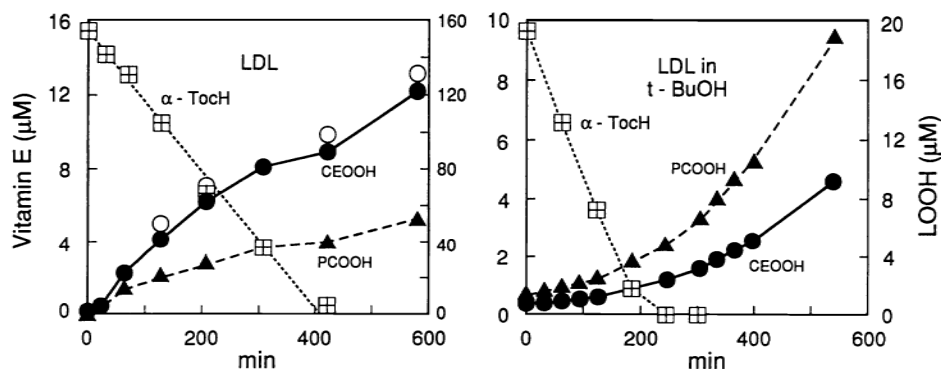 16
12
8
4
0
Vitamin E (μM)
160
120
80
40
0
LDL
α - TocH
CEOOH
PCOOH
0
200
400
600
min
10
8
6
4
2
0
20
16
12
8
4
0
LOOH (μM)
LDL in
t - BuOH
α - TocH
PCOOH
CEOOH
0
200
400
600
min